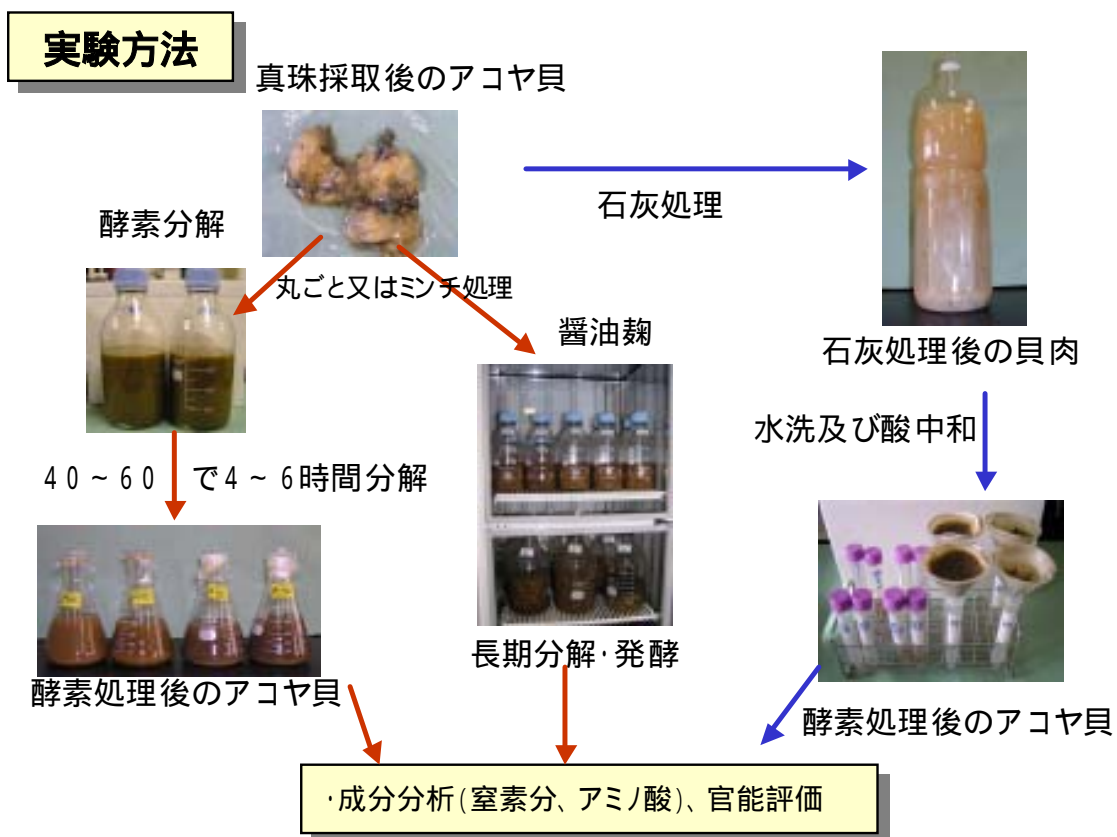 実験方法
真珠採取後のアコヤ貝
石灰処理
酵素分解
丸ごと又はミンチ処理
醤油麹
石灰処理後の貝肉
水洗及び酸中和
40~60 で4~6時間分解
長期分解・発酵
酵素処理後のアコヤ貝
酵素処理後のアコヤ貝
・成分分析(窒素分、アミノ酸)、官能評価